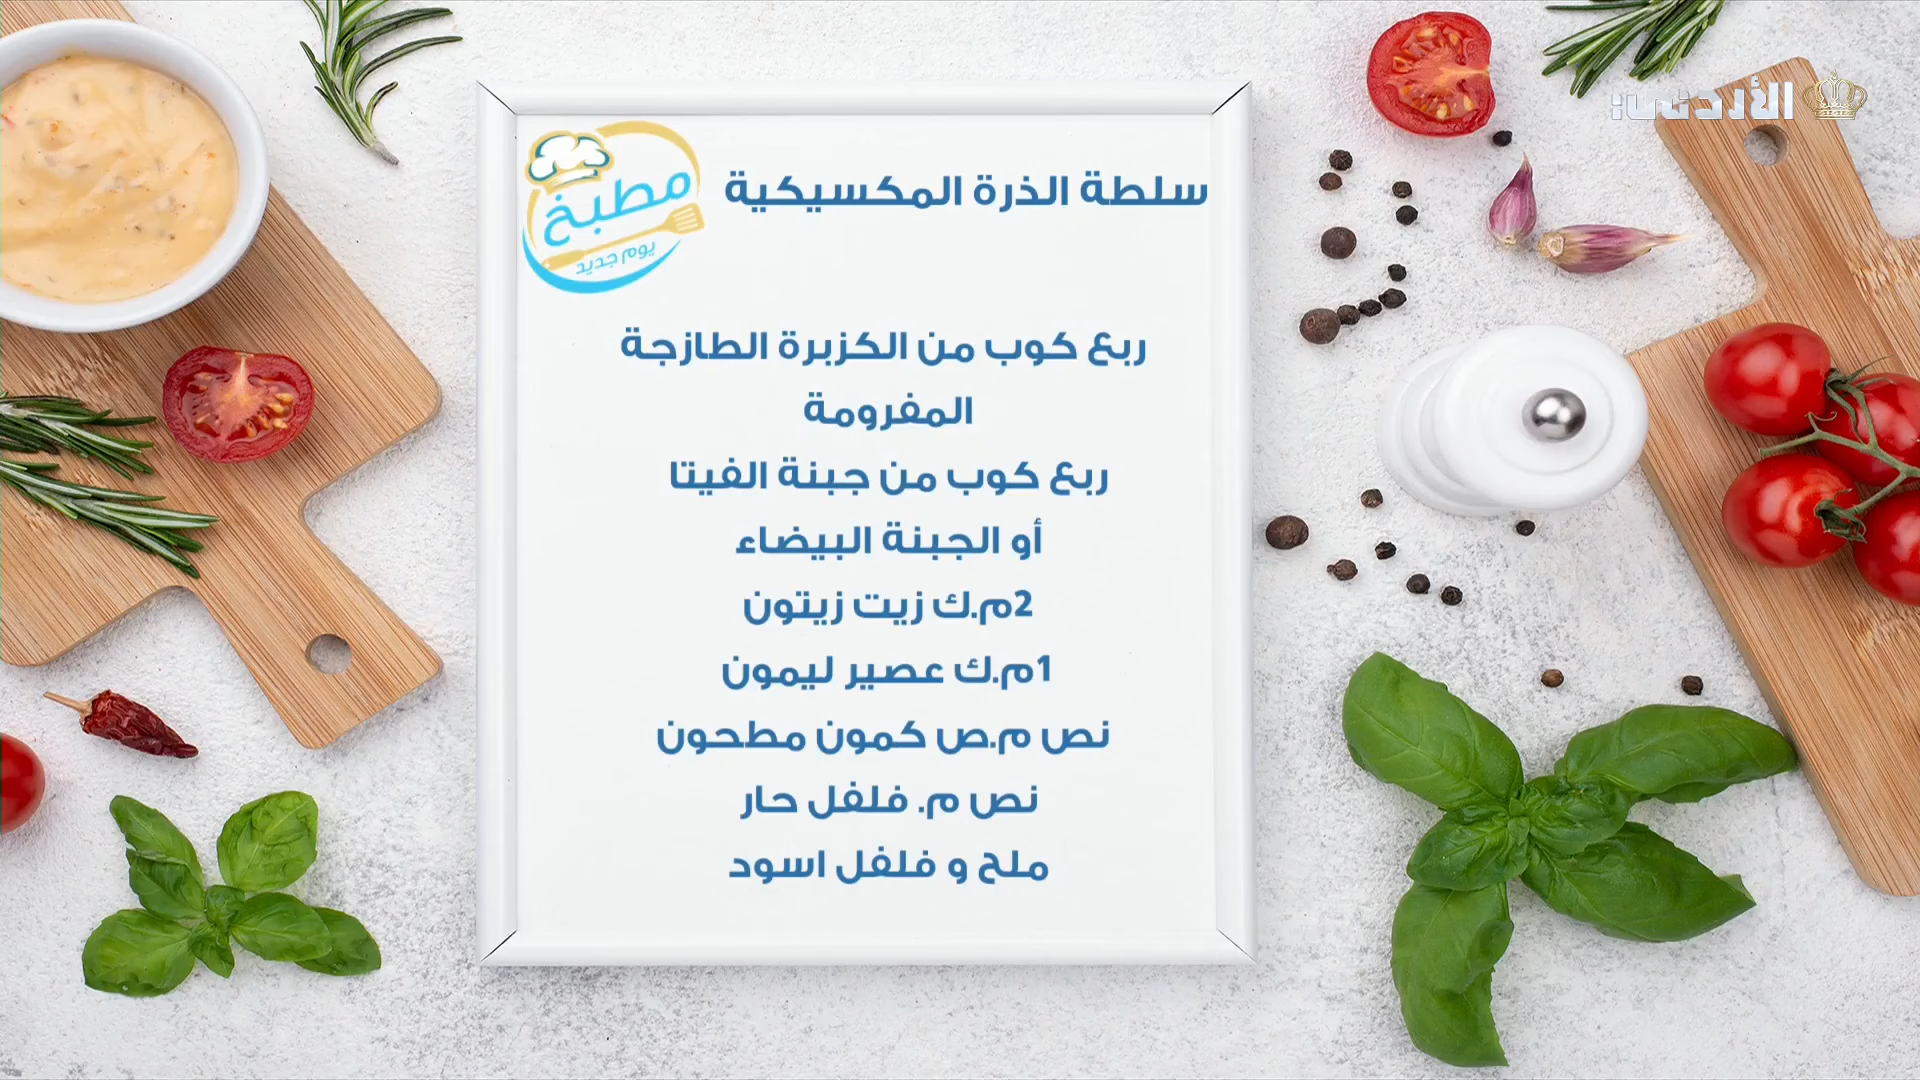 الأردني
مطبخ
يوم جديد
سلطة الذرة المكسيكية
ربع كوب من الكزبرة الطازجة
المفرومة
ربع كوب من جبنة الفيتا
أو الجبنة البيضاء
2م.ك زيت زيتون
1م.ك عصير ليمون
نص م.ص كمون مطحون
نص م. فلفل حار
ملح و فلفل اسود